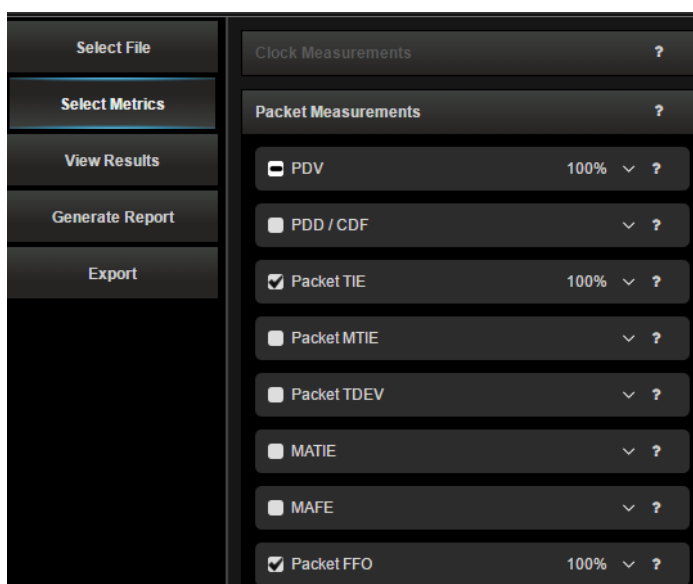 Select File
Select Metrics
View Results
Generate Report
Export
Clock Measurements ?
Packet Measurements ?
PDV 100% ?
PDD / CDF ?
Packet TIE 100% ?
Packet MTIE ?
Packet TDEV ?
MATIE ?
MAFE ?
Packet FFO 100% ?